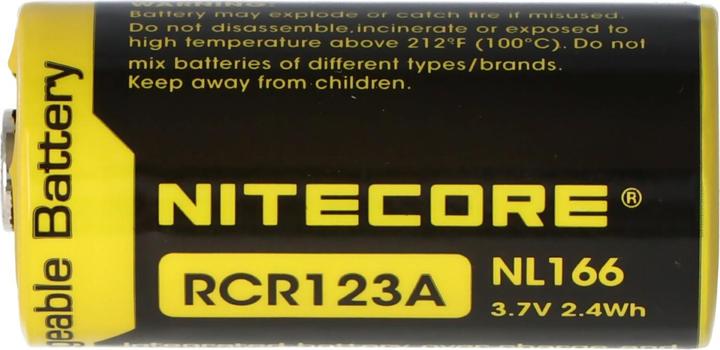 WARNING:
Battery may explode or catch fire if misused.
Do not disassemble,incinerate or exposed to
high temperature above 212°F (100°C). Do not
mix batteries of different types/brands.
Keep away from children.
geable Battery
NITECORE®
RCR123A
NL166
3.7V 2.4Wh